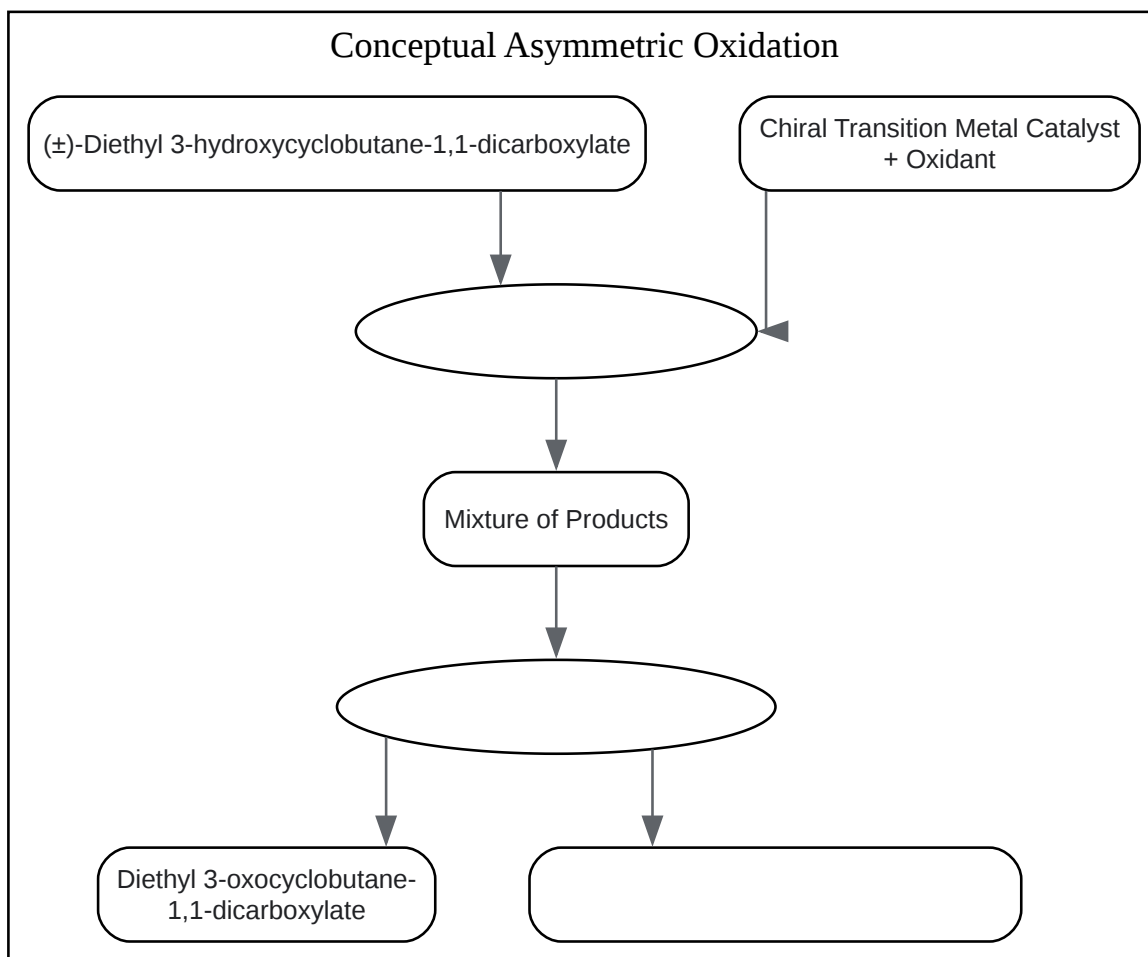 Conceptual Asymmetric Oxidation
(±)-Diethyl 3-hydroxycyclobutane-1,1-dicarboxylate
Chiral Transition Metal Catalyst
+ Oxidant
Mixture of Products
Diethyl 3-oxocyclobutane-
1,1-dicarboxylate